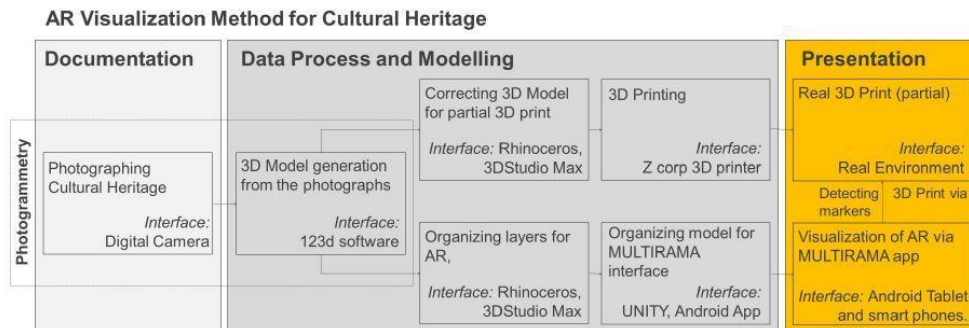 AR Visualization Method for Cultural Heritage
Documentation
Data Process and Modelling
Presentation
Photogrammetry
Photographing
Cultural Heritage
Interface:
Digital Camera
3D Model generation
from the photographs
Interface:
123d software
Correcting 3D Model
for partial 3D print
Interface: Rhinoceros,
3DStudio Max
3D Printing
Interface:
Z corp 3D printer
Real 3D Print (partial)
Interface:
Real Environment
Detecting 3D Print via
markers
Organizing layers for
AR,
Interface: Rhinoceros,
3DStudio Max
Organizing model for
MULTIRAMA
interface
Interface:
UNITY, Android App
Visualization of AR via
MULTIRAMA app
Interface: Android Tablet
and smart phones.